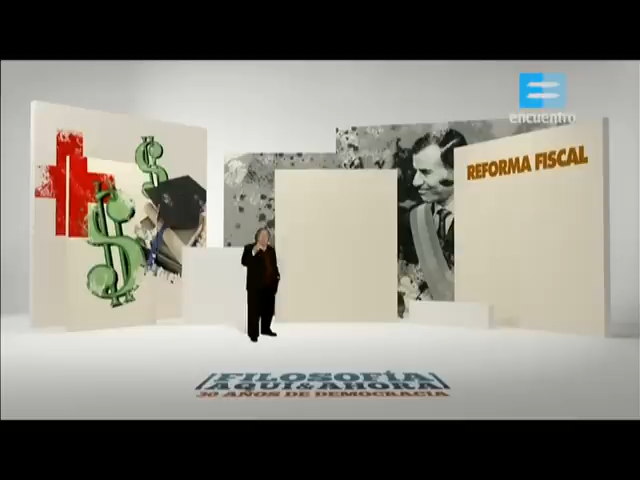 encuentro
REFORMA FISCAL
FILOSOFÍA
AQUÍ&AHORA
30 AÑOS DE DEMOCRACIA